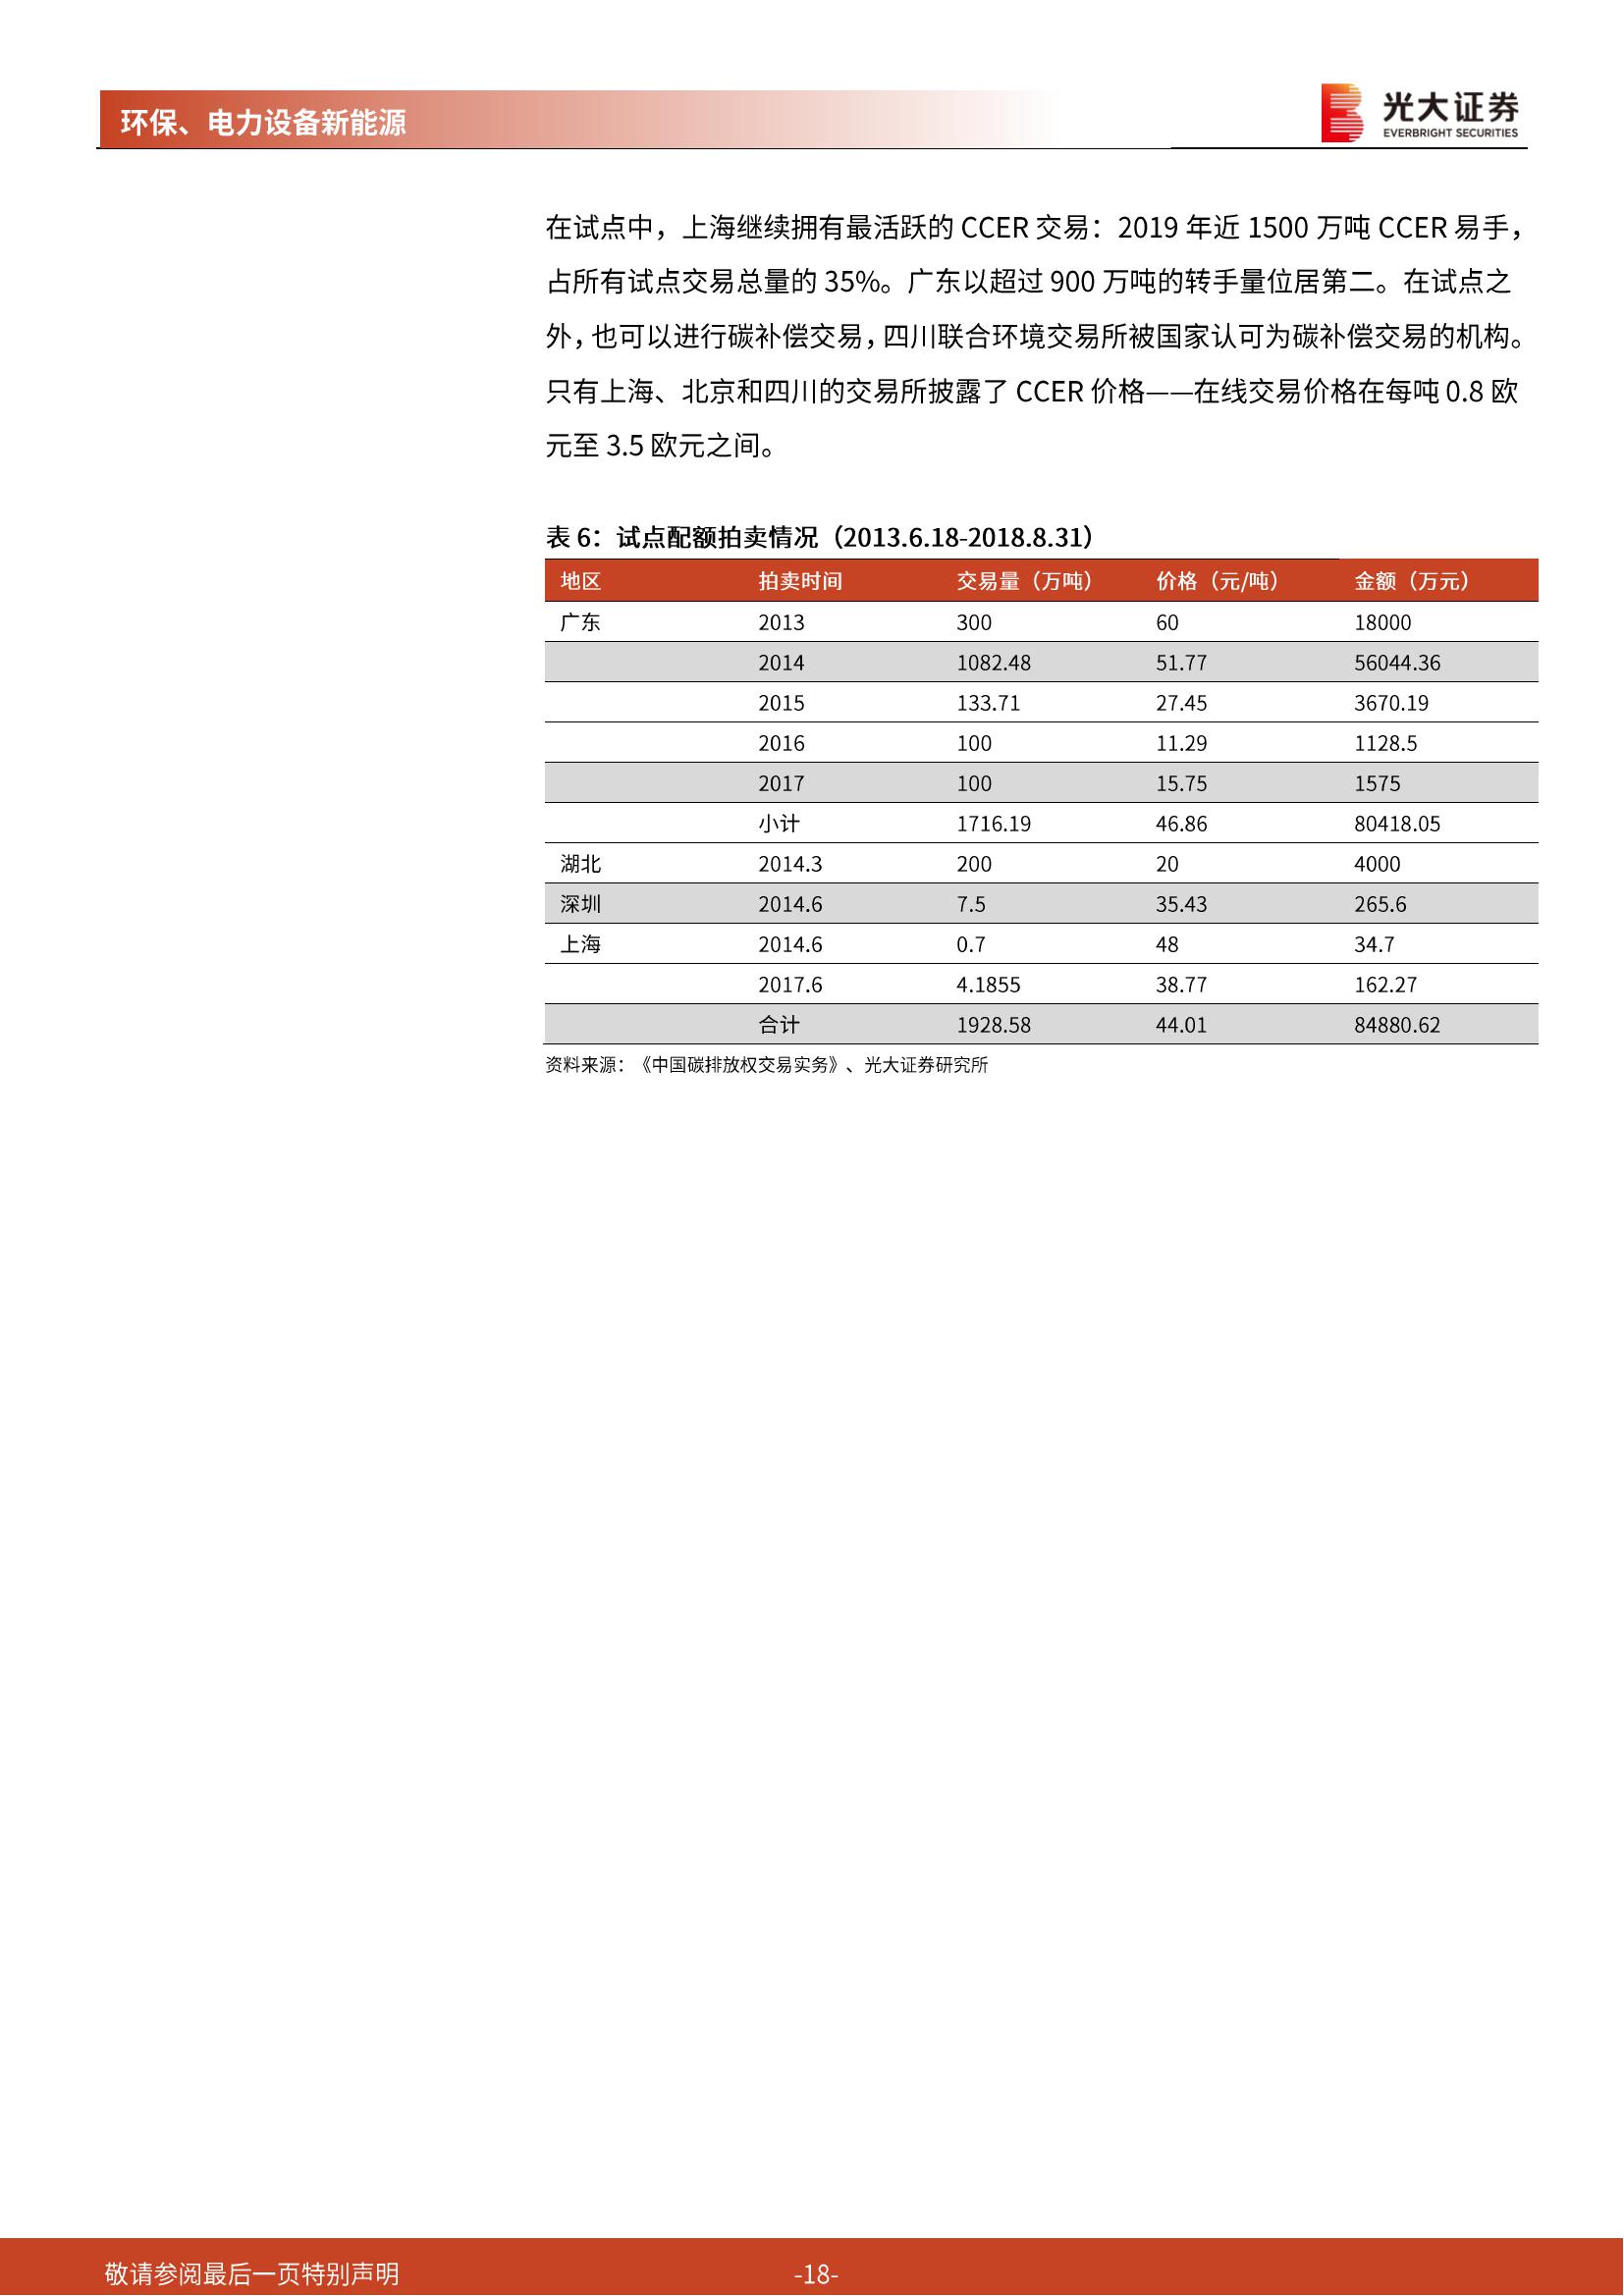 环保、电力设备新能源
光大证券
EVERBRIGHT SECURITIES
在试点中，上海继续拥有最活跃的 CCER 交易：2019 年近 1500 万吨 CCER 易手，
占所有试点交易总量的 35%。广东以超过 900 万吨的转手量位居第二。在试点之
外，也可以进行碳补偿交易，四川联合环境交易所被国家认可为碳补偿交易的机构。
只有上海、北京和四川的交易所披露了 CCER 价格——在线交易价格在每吨 0.8 欧
元至 3.5 欧元之间。
表 6：试点配额拍卖情况（2013.6.18-2018.8.31）
地区 拍卖时间 交易量（万吨） 价格（元/吨） 金额（万元）
广东 2013 300 60 18000
2014 1082.48 51.77 56044.36
2015 133.71 27.45 3670.19
2016 100 11.29 1128.5
2017 100 15.75 1575
小计 1716.19 46.86 80418.05
湖北 2014.3 200 20 4000
深圳 2014.6 7.5 35.43 265.6
上海 2014.6 0.7 48 34.7
2017.6 4.1855 38.77 162.27
合计 1928.58 44.01 84880.62
资料来源：《中国碳排放权交易实务》、光大证券研究所
敬请参阅最后一页特别声明 -18-